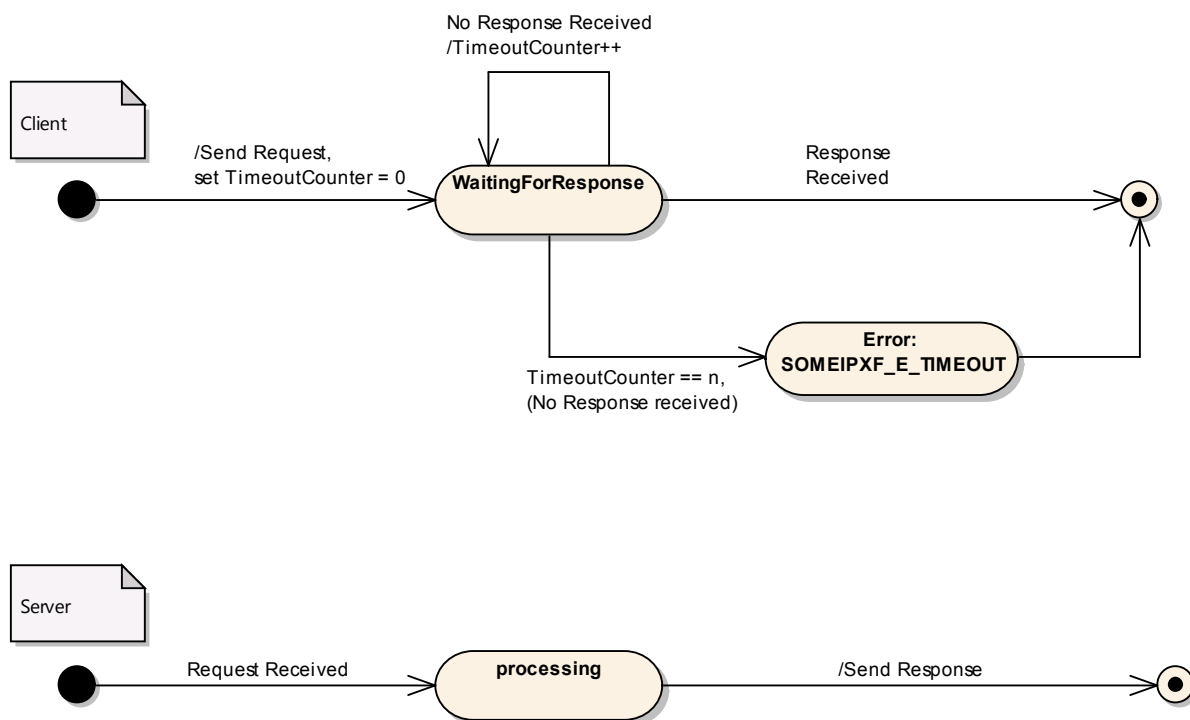 No Response Received
/TimeoutCounter++
Client
/Send Request,
set TimeoutCounter = 0
WaitingForResponse
Response
Received
Error:
SOMEIPXF_E_TIMEOUT
TimeoutCounter == n,
(No Response received)
Server
Request Received
processing
/Send Response